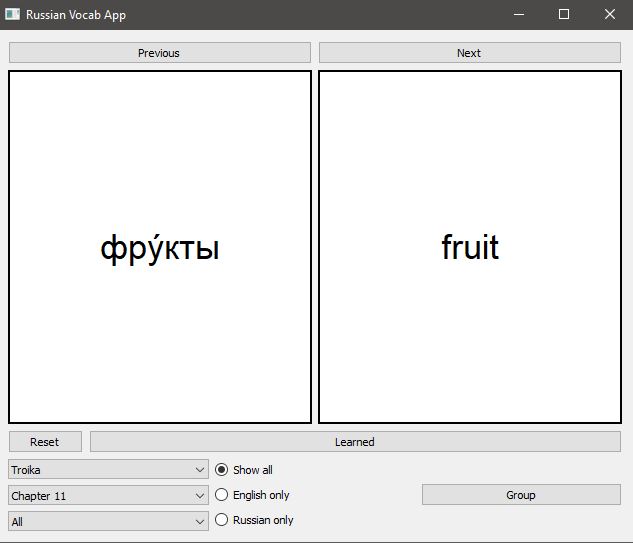 Russian Vocab App
Previous
Next
фру́кты
fruit
Reset
Learned
Troika
Show all
Chapter 11
English only
Group
All
Russian only